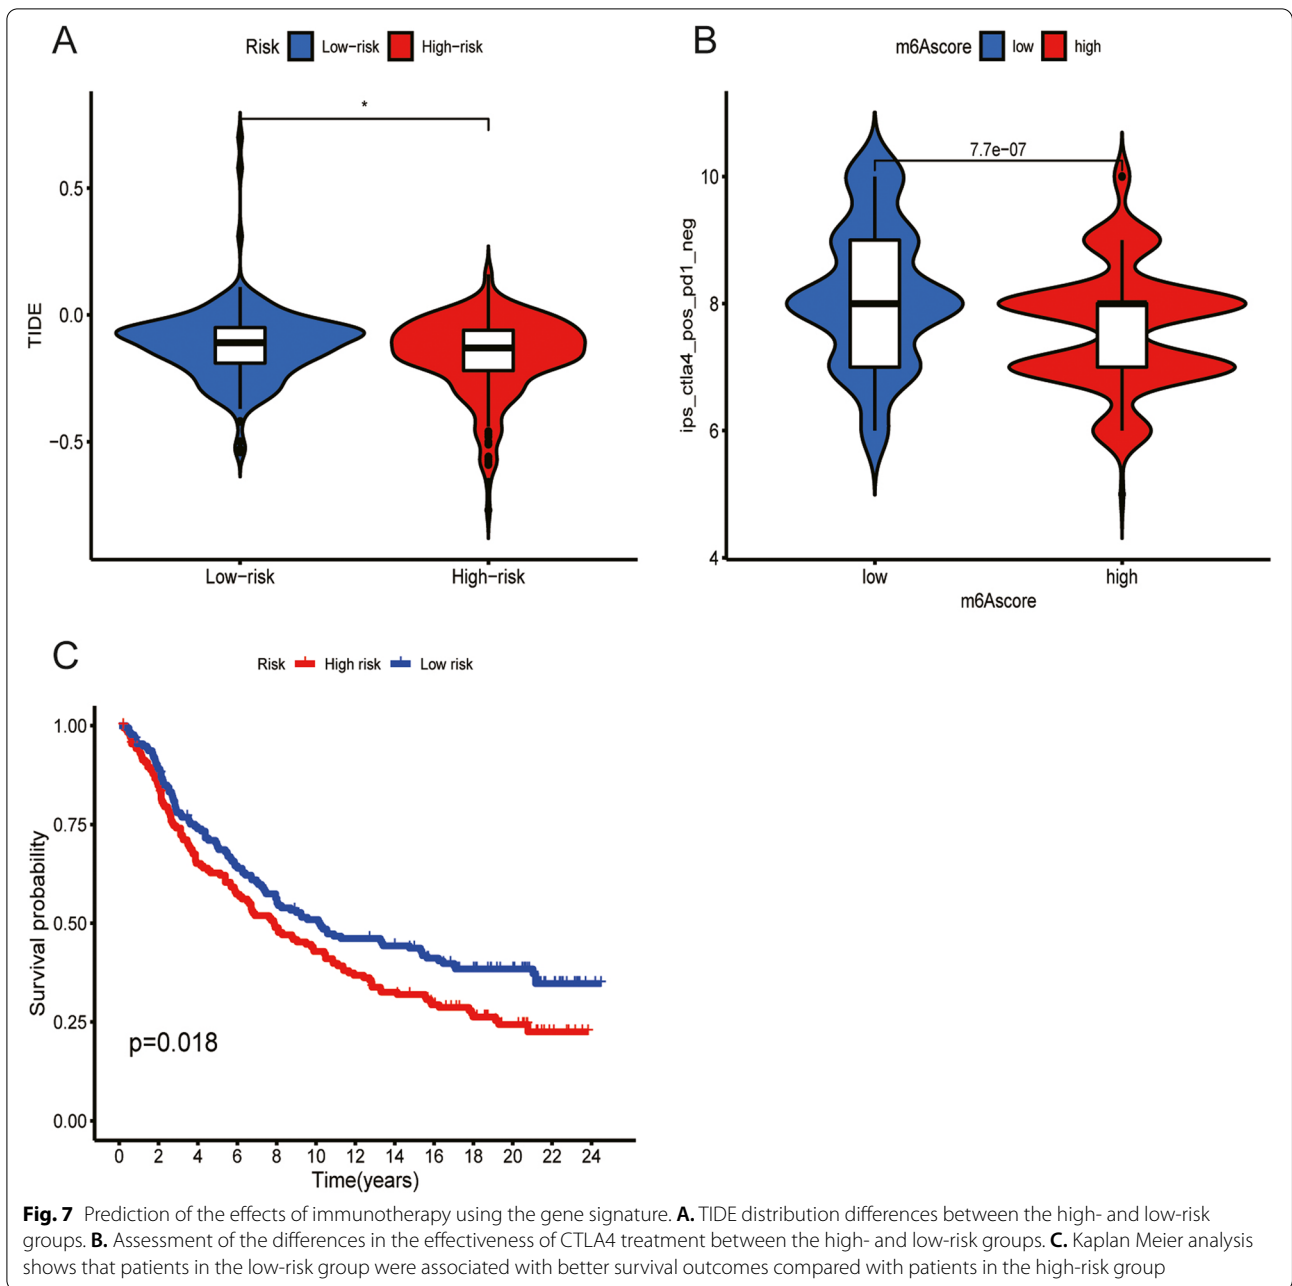 A
Risk Low-risk High-risk
*
0.5
0.0
−0.5
TIDE
Low−risk High−risk
B
m6Ascore low high
7.7e−07
10
8
6
4
ips_ctla4_pos_pd1_neg
low high
m6Ascore
C
Risk High risk Low risk
1.00
0.75
0.50
0.25
0.00
Survival probability
p=0.018
0 2 4 6 8 10 12 14 16 18 20 22 24
Time(years)
Fig. 7 Prediction of the effects of immunotherapy using the gene signature. A. TIDE distribution differences between the high- and low-risk
groups. B. Assessment of the differences in the effectiveness of CTLA4 treatment between the high- and low-risk groups. C. Kaplan Meier analysis
shows that patients in the low-risk group were associated with better survival outcomes compared with patients in the high-risk group